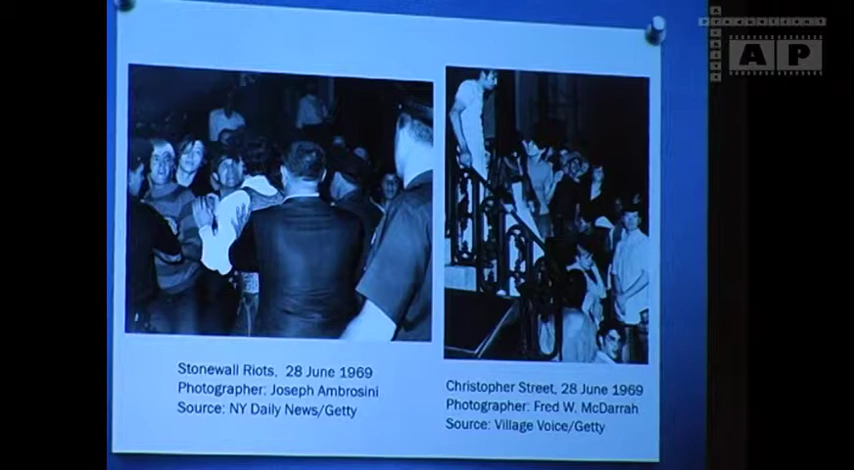 AP
Stonewall Riots, 28 June 1969
Photographer: Joseph Ambrosini
Source: NY Daily News/Getty
Christopher Street, 28 June 1969
Photographer: Fred W. McDarrah
Source: Village Voice/Getty